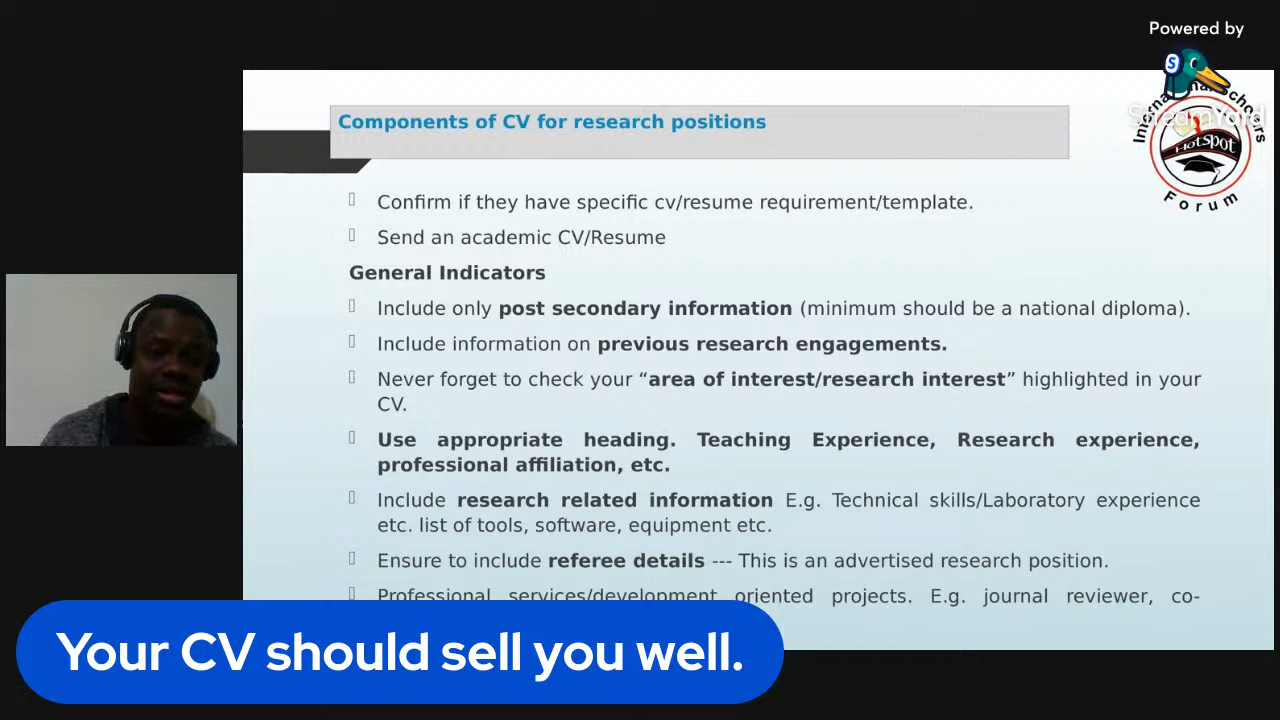 Powered by
StreamYard
International Scholars
HotSpot
Forum
Components of CV for research positions
Confirm if they have specific cv/resume requirement/template.
Send an academic CV/Resume
General Indicators
Include only post secondary information (minimum should be a national diploma).
Include information on previous research engagements.
Never forget to check your “area of interest/research interest” highlighted in your
CV.
Use appropriate heading. Teaching Experience, Research experience,
professional affiliation, etc.
Include research related information E.g. Technical skills/Laboratory experience
etc. list of tools, software, equipment etc.
Ensure to include referee details --- This is an advertised research position.
Professional services/development oriented projects. E.g. journal reviewer, co-
Your CV should sell you well.